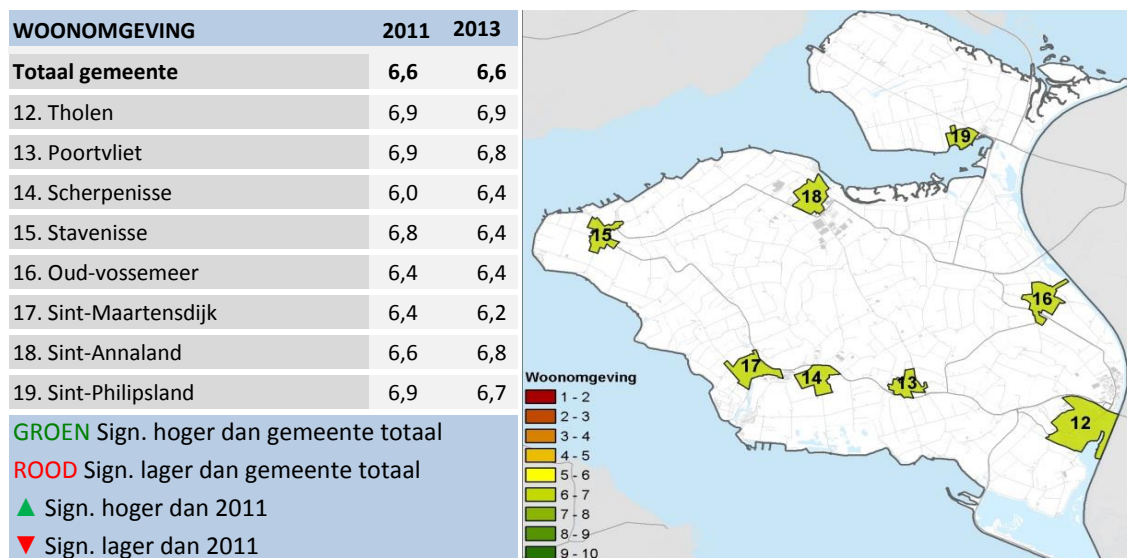 WOONOMGEVING 2011 2013
Totaal gemeente 6,6 6,6
12. Tholen 6,9 6,9
13. Poortvliet 6,9 6,8
14. Scherpenisse 6,0 6,4
15. Stavenisse 6,8 6,4
16. Oud-vossemeer 6,4 6,4
17. Sint-Maartensdijk 6,4 6,2
18. Sint-Annaland 6,6 6,8
19. Sint-Philipsland 6,9 6,7
GROEN Sign. hoger dan gemeente totaal
ROOD Sign. lager dan gemeente totaal
▲ Sign. hoger dan 2011
▼ Sign. lager dan 2011
19
18
15
16
17
14
13
12
Woonomgeving
1 - 2
2 - 3
3 - 4
4 - 5
5 - 6
6 - 7
7 - 8
8 - 9
9 - 10